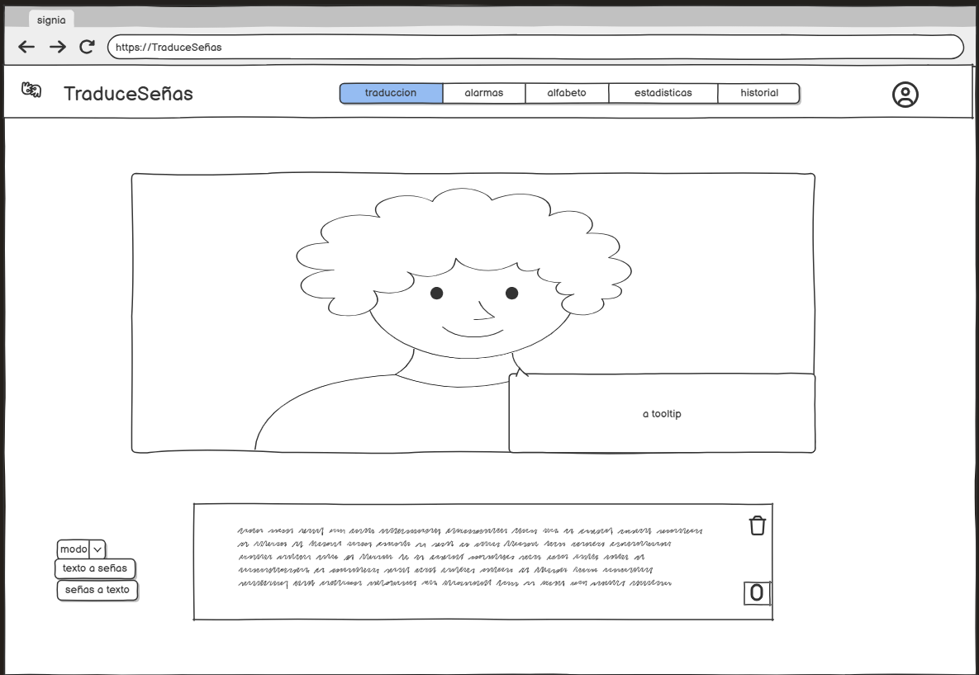 signia
https://TraduceSeñas
TraduceSeñas
traduccion
alarmas
alfabeto
estadisticas
historial
a tooltip
modo
texto a señas
señas a texto
0